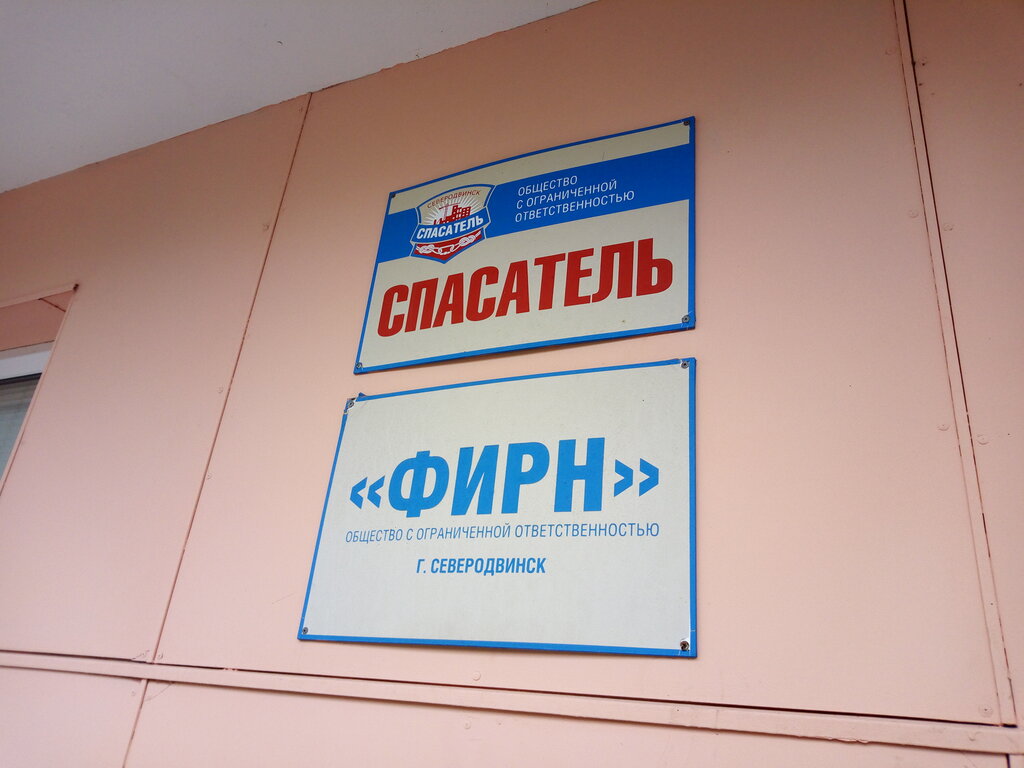 СЕВЕРОДВИНСК
СПАСАТЕЛЬ
ОБЩЕСТВО
С ОГРАНИЧЕННОЙ
ОТВЕТСТВЕННОСТЬЮ
СПАСАТЕЛЬ
«ФИРН»
ОБЩЕСТВО С ОГРАНИЧЕННОЙ ОТВЕТСТВЕННОСТЬЮ
Г. СЕВЕРОДВИНСК